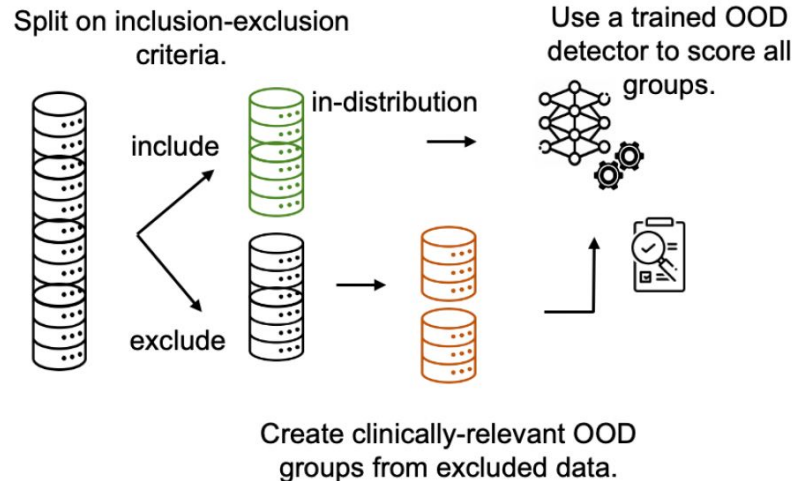 Split on inclusion-exclusion
criteria.
Use a trained OOD
detector to score all
groups.
include
in-distribution
exclude
Create clinically-relevant OOD
groups from excluded data.